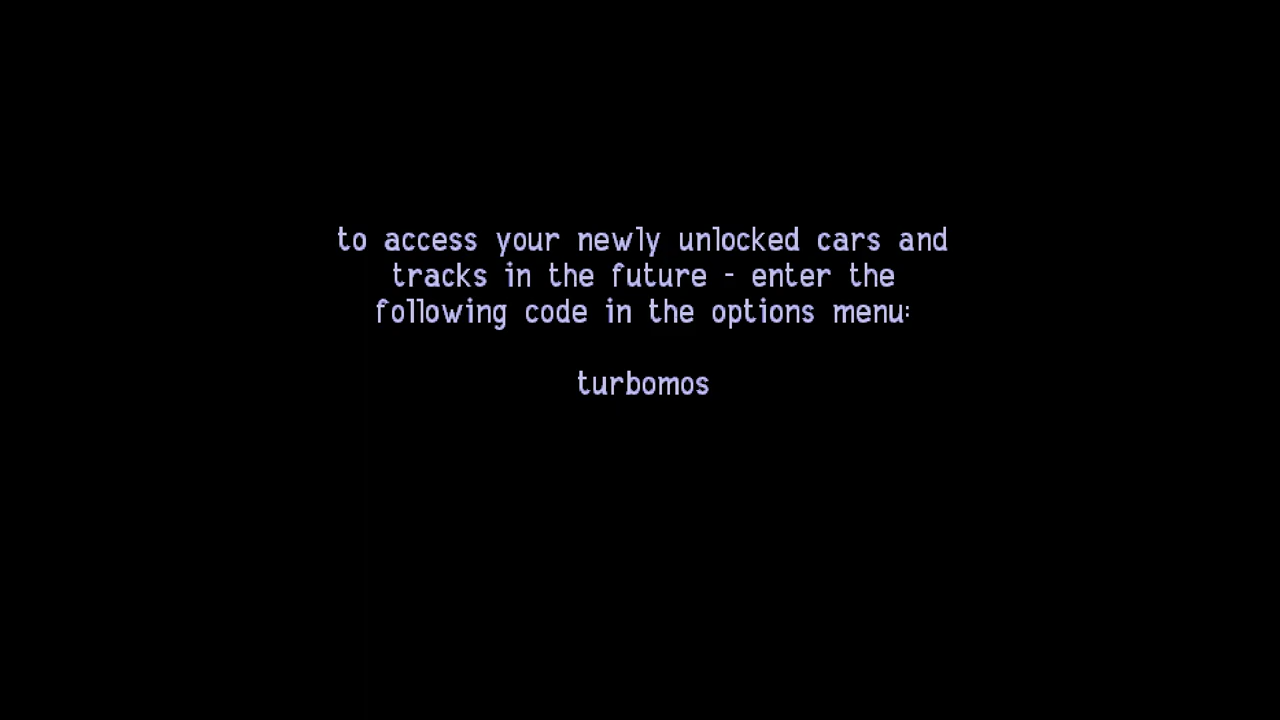 to access your newly unlocked cars and
tracks in the future - enter the
following code in the options menu:
turbomos